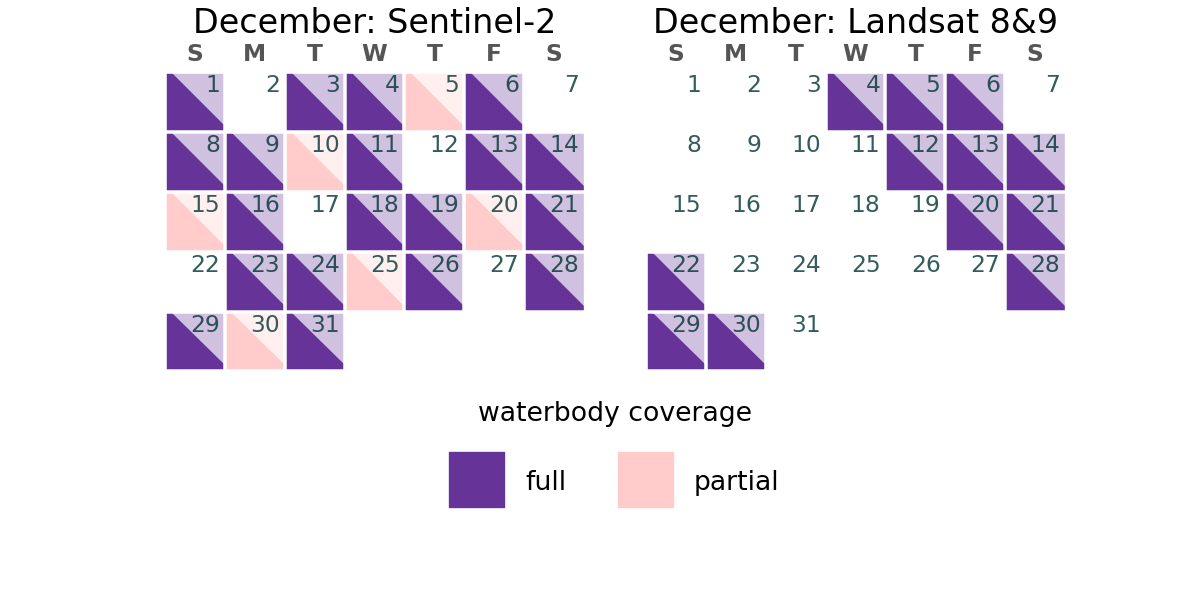 December: Sentinel-2
S M T W T F S
1 2 3 4 5 6 7
8 9 10 11 12 13 14
15 16 17 18 19 20 21
22 23 24 25 26 27 28
29 30 31
December: Landsat 8&9
S M T W T F S
1 2 3 4 5 6 7
8 9 10 11 12 13 14
15 16 17 18 19 20 21
22 23 24 25 26 27 28
29 30 31
waterbody coverage
full partial